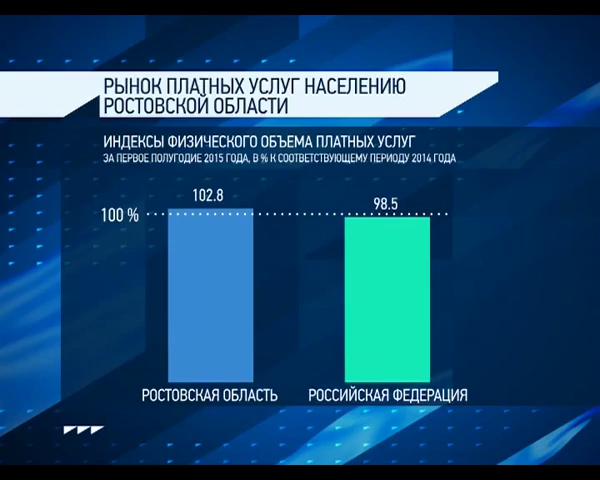 РЫНОК ПЛАТНЫХ УСЛУГ НАСЕЛЕНИЮ
РОСТОВСКОЙ ОБЛАСТИ
ИНДЕКСЫ ФИЗИЧЕСКОГО ОБЪЕМА ПЛАТНЫХ УСЛУГ
ЗА ПЕРВОЕ ПОЛУГОДИЕ 2015 ГОДА, В % К СООТВЕТСТВУЮЩЕМУ ПЕРИОДУ 2014 ГОДА
102.8
98.5
100 %
РОСТОВСКАЯ ОБЛАСТЬ
РОССИЙСКАЯ ФЕДЕРАЦИЯ